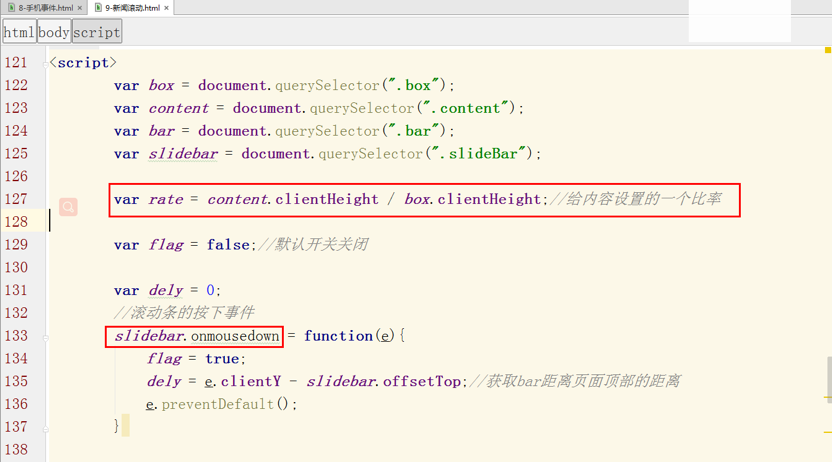 8-手机事件.html × 9-新闻滚动.html ×
html body script
121 <script>
122 var box = document.querySelector(".box");
123 var content = document.querySelector(".content");
124 var bar = document.querySelector(".bar");
125 var slidebar = document.querySelector(".slideBar");
126
127 var rate = content.clientHeight / box.clientHeight;//给内容设置的一个比率
128
129 var flag = false;//默认开关关闭
130
131 var dely = 0;
132 //滚动条的按下事件
133 slidebar.onmousedown = function(e){
134 flag = true;
135 dely = e.clientY - slidebar.offsetTop;//获取bar距离页面顶部的距离
136 e.preventDefault();
137 }
138